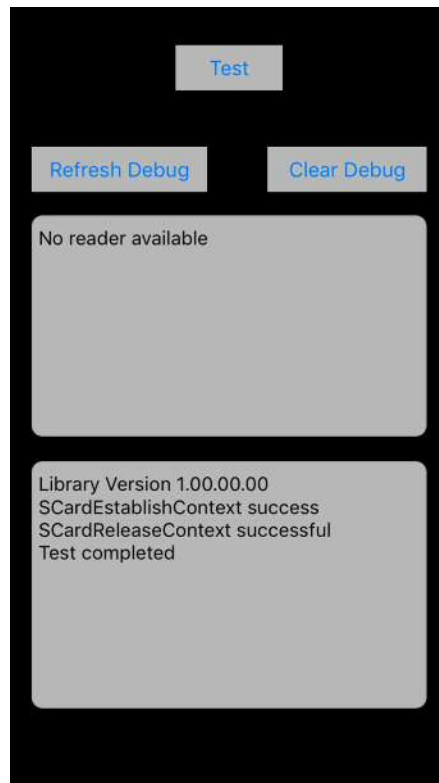 Test
Refresh Debug
Clear Debug
No reader available
Library Version 1.00.00.00
SCardEstablishContext success
SCardReleaseContext successful
Test completed